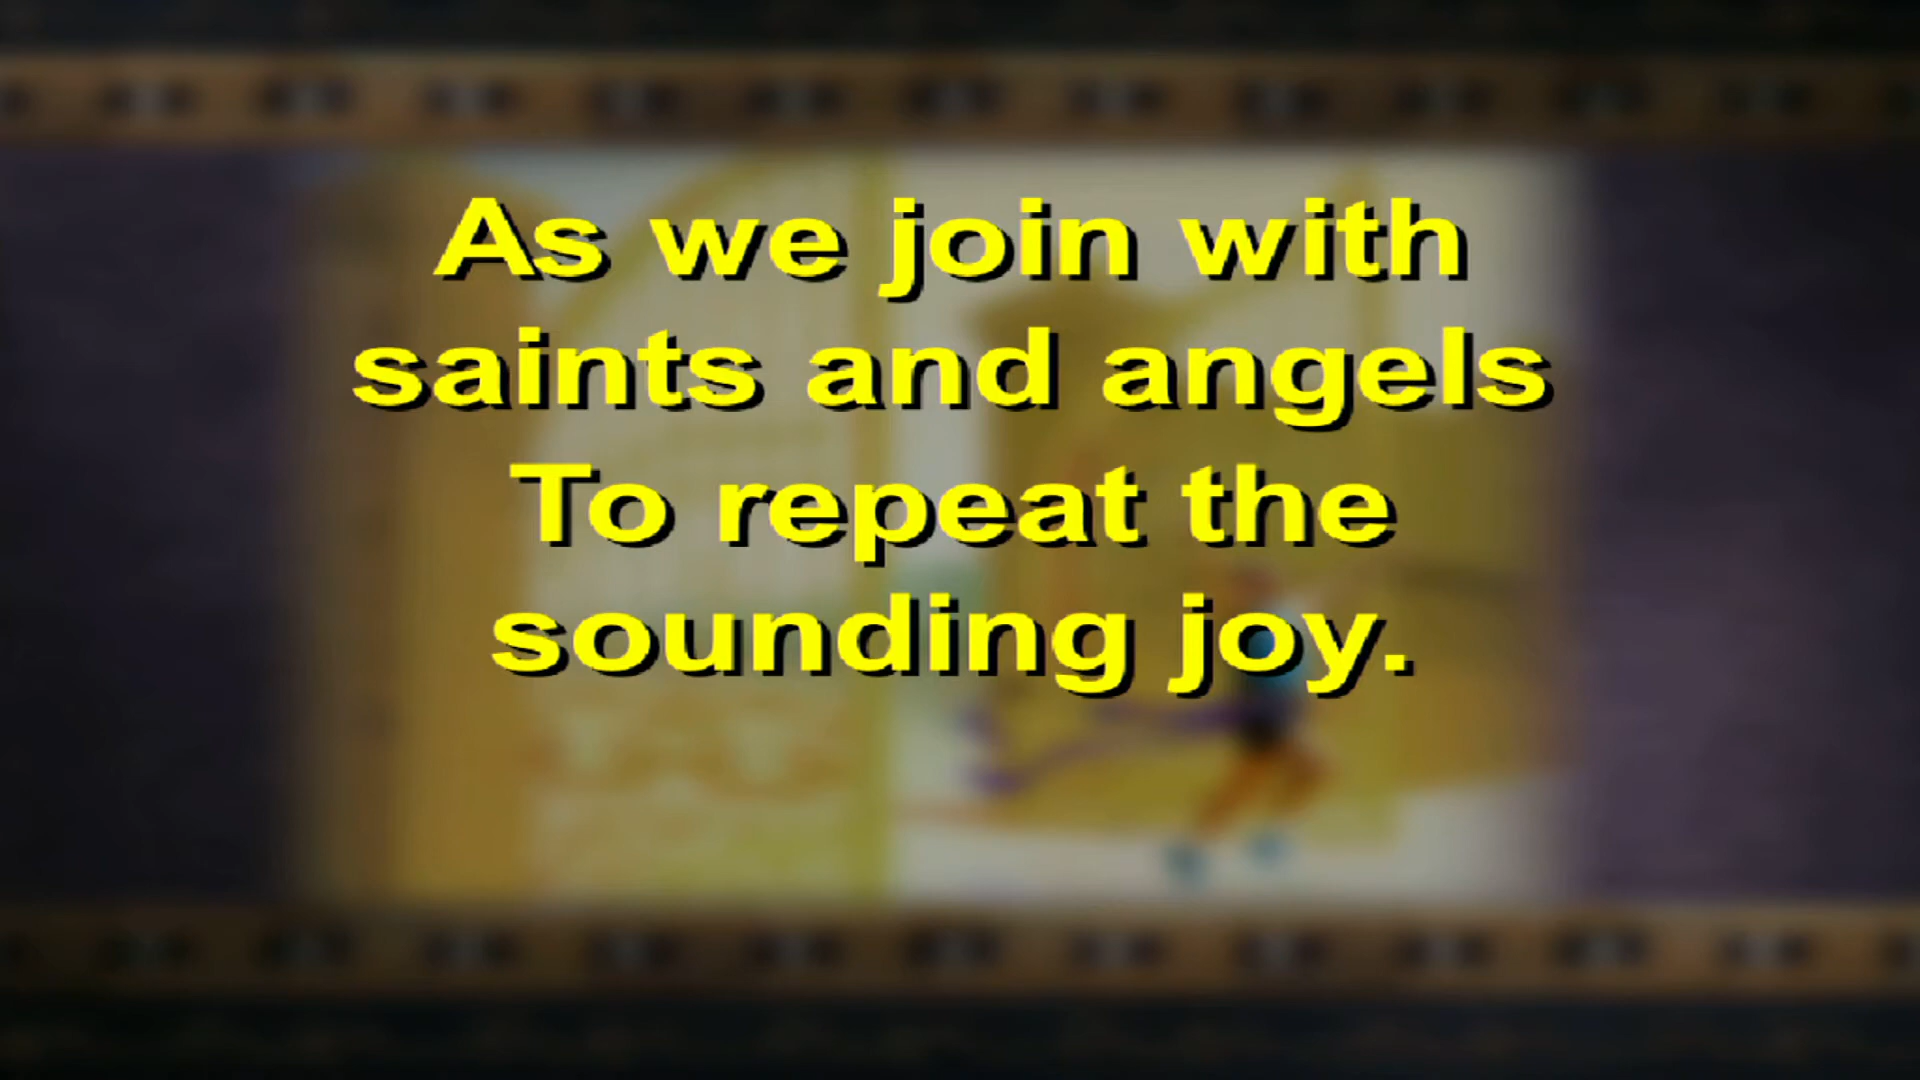 As we join with
saints and angels
To repeat the
sounding joy.